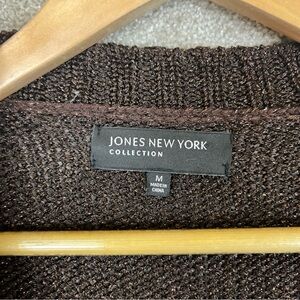 JONES NEW YORK
COLLECTION
M
MADE IN
CHINA